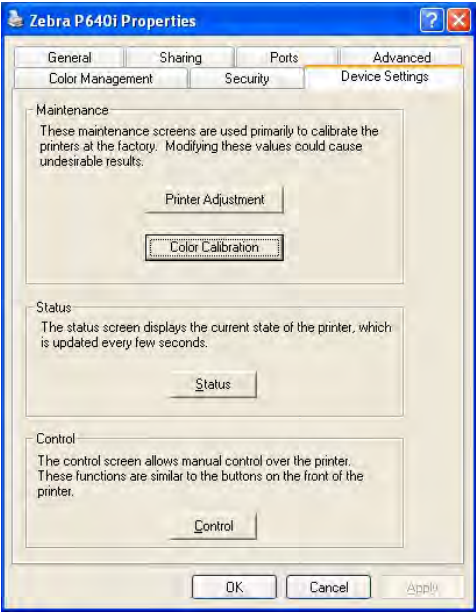 Zebra P640i Properties
General Sharing Ports Advanced
Color Management Security Device Settings
Maintenance
These maintenance screens are used primarily to calibrate the
printers at the factory. Modifying these values could cause
undesirable results.
Printer Adjustment
Color Calibration
Status
The status screen displays the current state of the printer, which
is updated every few seconds.
Status
Control
The control screen allows manual control over the printer.
These functions are similar to the buttons on the front of the
printer.
Control
OK Cancel Apply